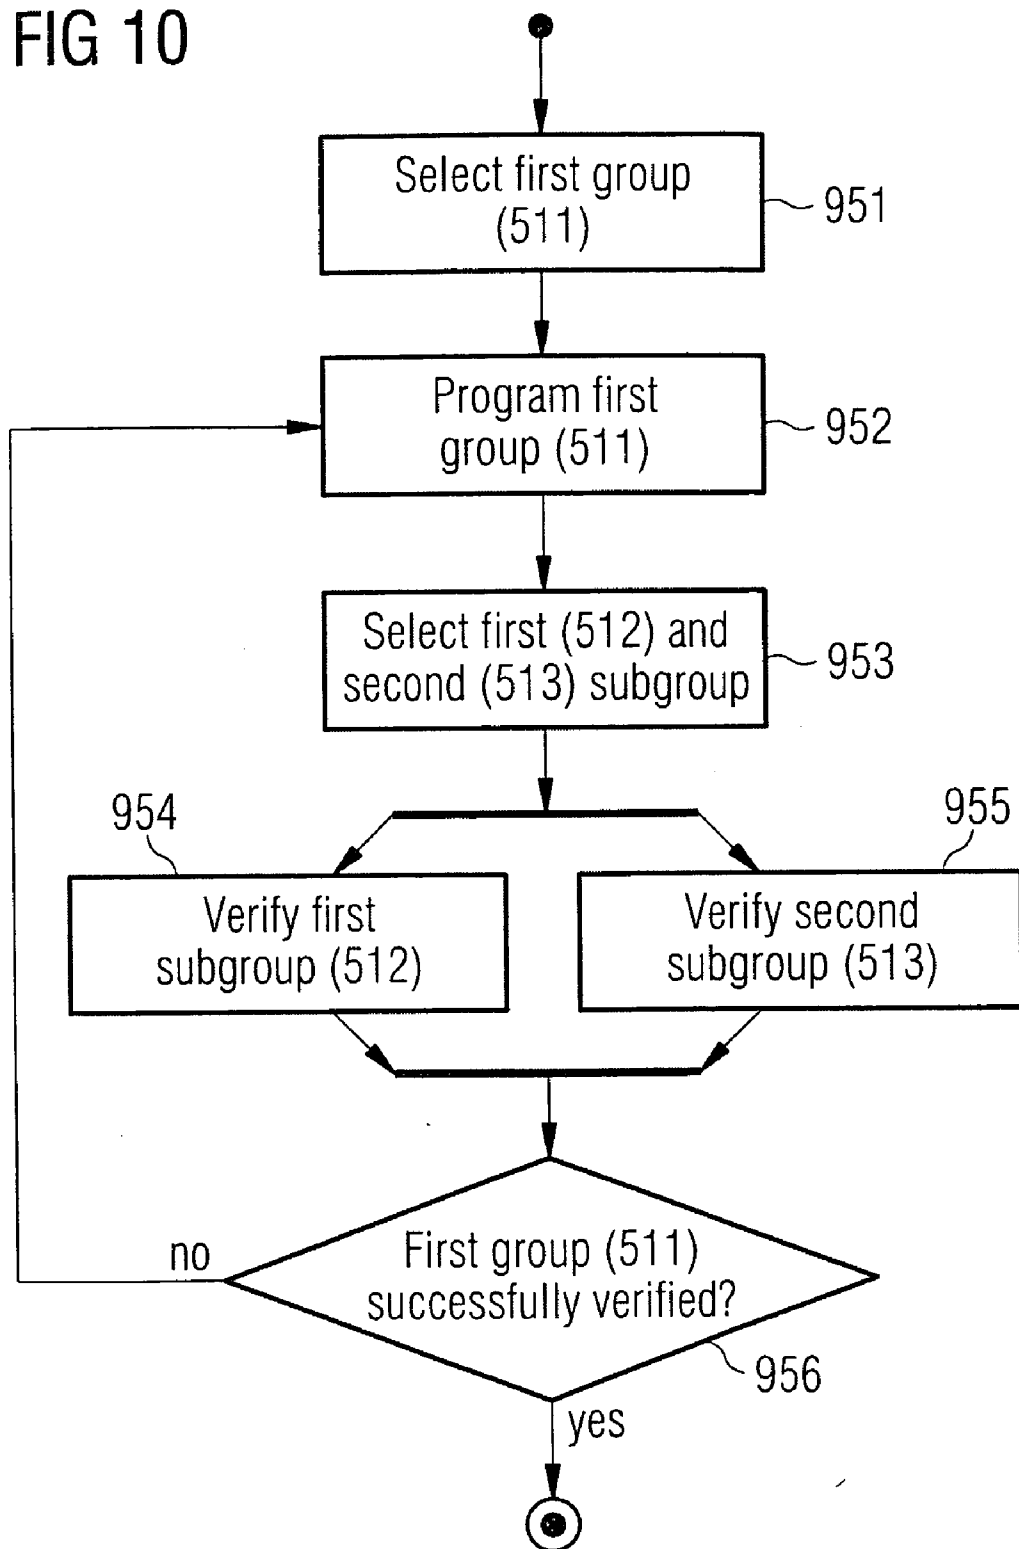 FIG 10
Select first group
(511)
951
Program first
group (511)
952
Select first (512) and
second (513) subgroup
953
954
955
Verify first
subgroup (512)
Verify second
subgroup (513)
no
First group (511)
successfully verified?
956
yes